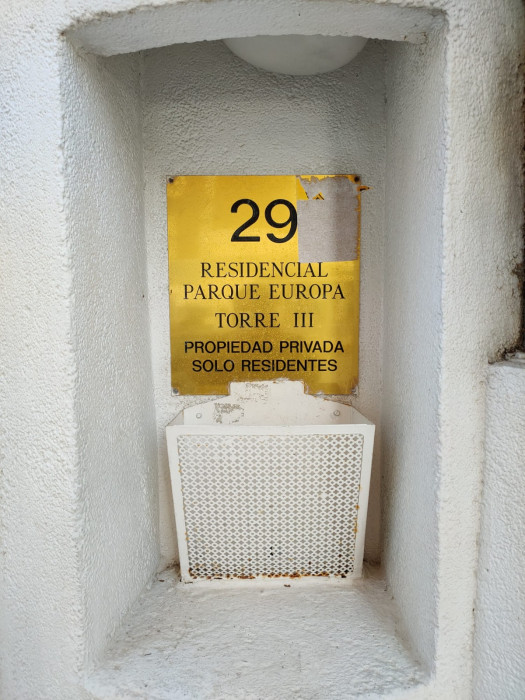 29
RESIDENCIAL
PARQUE EUROPA
TORRE III
PROPIEDAD PRIVADA
SOLO RESIDENTES